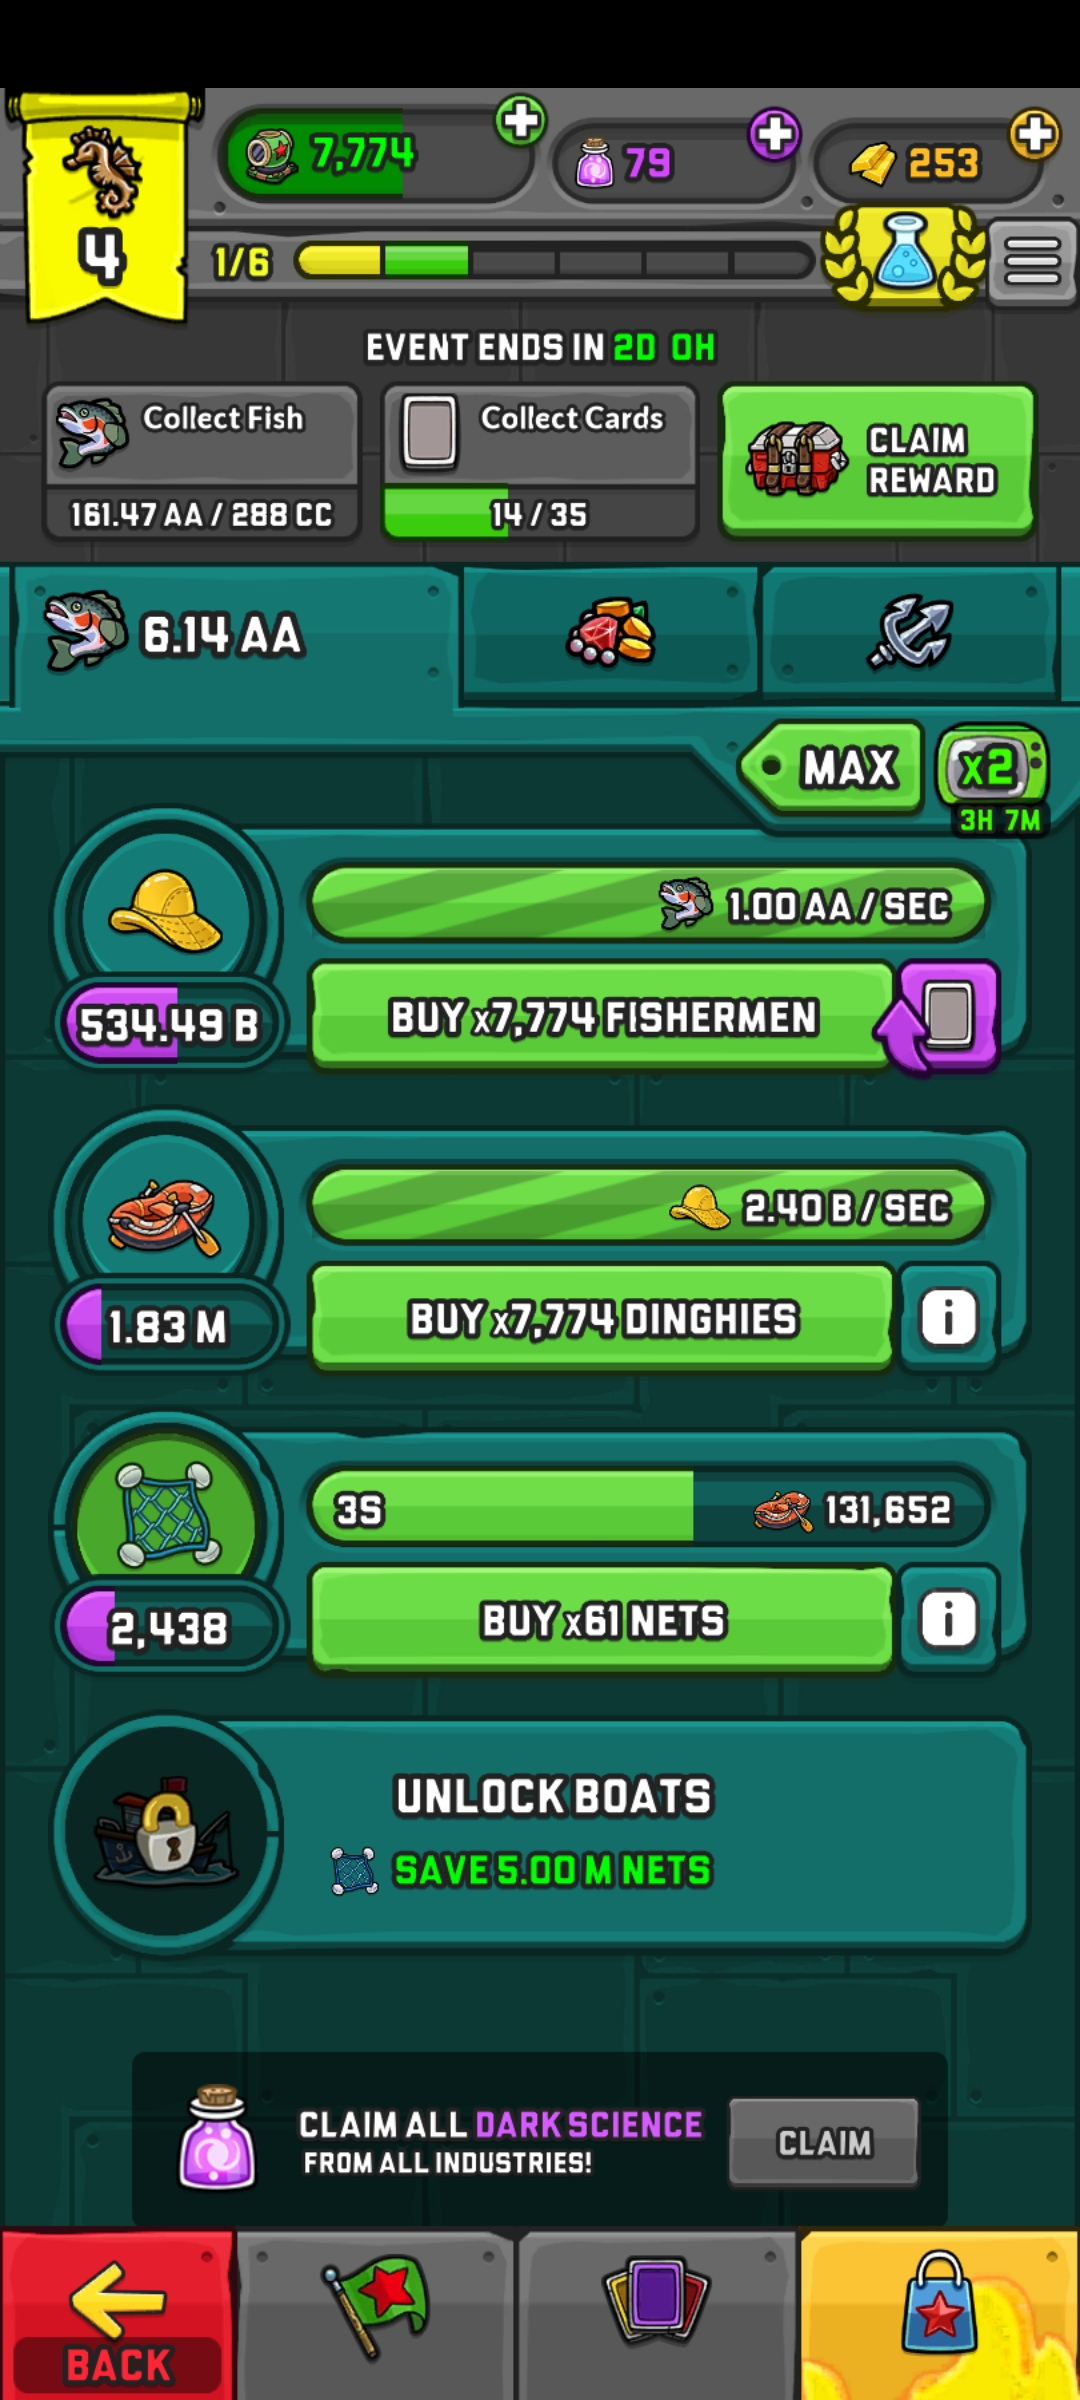 7,774
79
253
4
1/6
EVENT ENDS IN 2D 0H
Collect Fish
161.47 AA / 288 CC
Collect Cards
14 / 35
CLAIM
REWARD
6.14 AA
MAX
x2
3H 7M
1.00 AA / SEC
534.49 B
BUY x7,774 FISHERMEN
2.40 B / SEC
1.83 M
BUY x7,774 DINGHIES
i
3S
131,652
2,438
BUY x61 NETS
i
UNLOCK BOATS
SAVE 5.00 M NETS
CLAIM ALL DARK SCIENCE
FROM ALL INDUSTRIES!
CLAIM
BACK